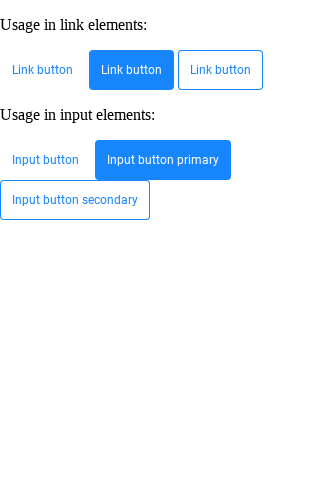 Usage in link elements:
Link button Link button Link button
Usage in input elements:
Input button Input button primary
Input button secondary